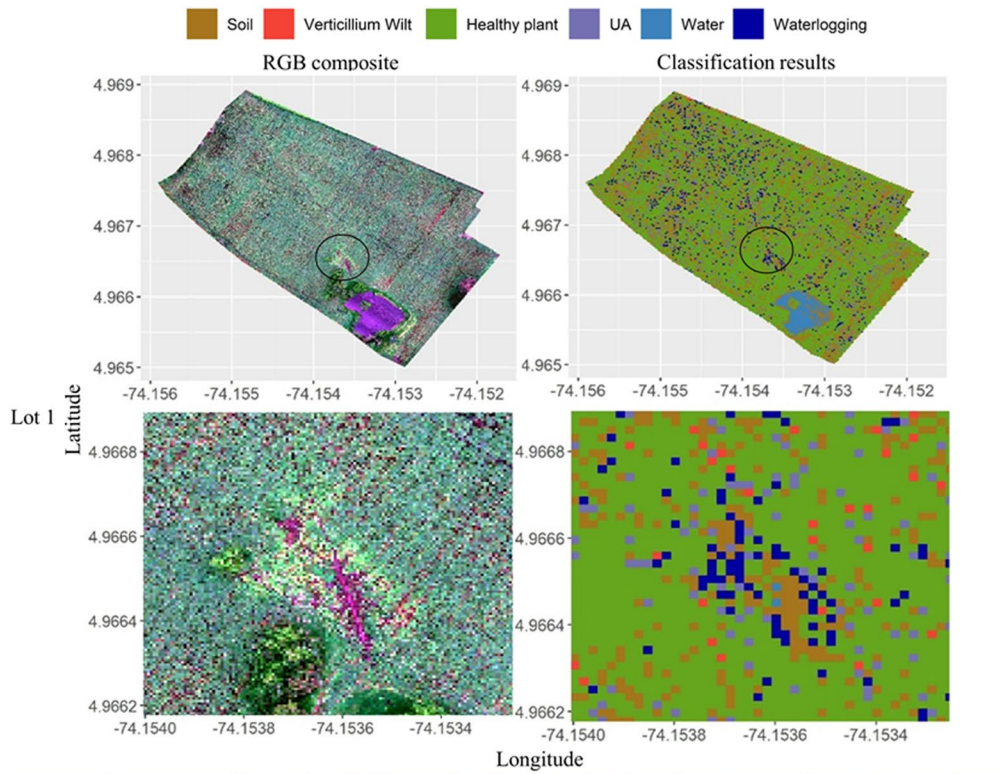 Soil Verticillium Wilt Healthy plant UA Water Waterlogging
RGB composite
Classification results
4.969
4.968
4.967
4.966
4.965
-74.156 -74.155 -74.154 -74.153 -74.152
4.969
4.968
4.967
4.966
4.965
-74.156 -74.155 -74.154 -74.153 -74.152
Lot 1
Latitude
4.9668
4.9666
4.9664
4.9662
-74.1540 -74.1538 -74.1536 -74.1534
4.9668
4.9666
4.9664
4.9662
-74.1540 -74.1538 -74.1536 -74.1534
Longitude